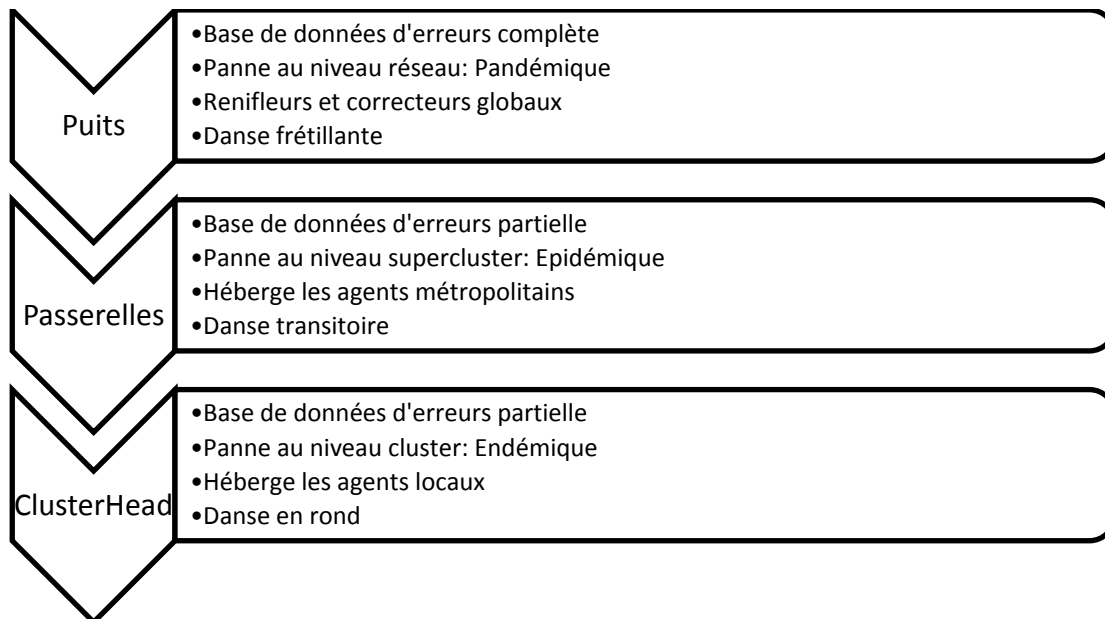 Puits
•Base de données d'erreurs complète
•Panne au niveau réseau: Pandémique
•Renifleurs et correcteurs globaux
•Danse frétillante
Passerelles
•Base de données d'erreurs partielle
•Panne au niveau supercluster: Epidémique
•Héberge les agents métropolitains
•Danse transitoire
ClusterHead
•Base de données d'erreurs partielle
•Panne au niveau cluster: Endémique
•Héberge les agents locaux
•Danse en rond